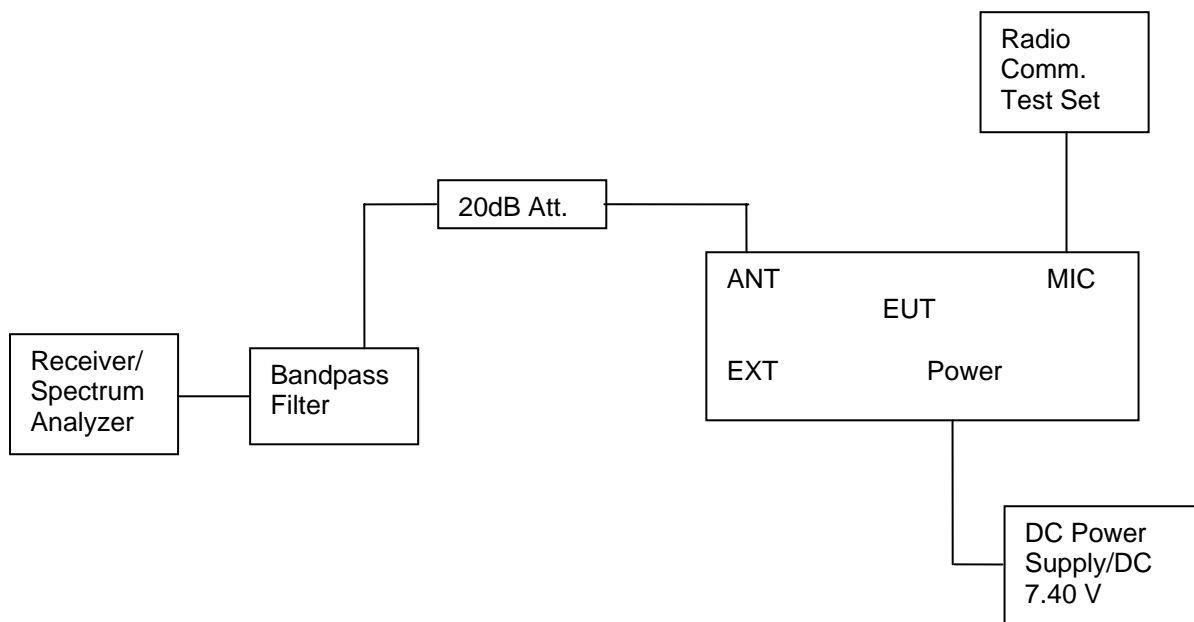 Radio
Comm.
Test Set
20dB Att.
ANT
MIC
EUT
EXT
Power
Receiver/
Spectrum
Analyzer
Bandpass
Filter
DC Power
Supply/DC
7.40 V